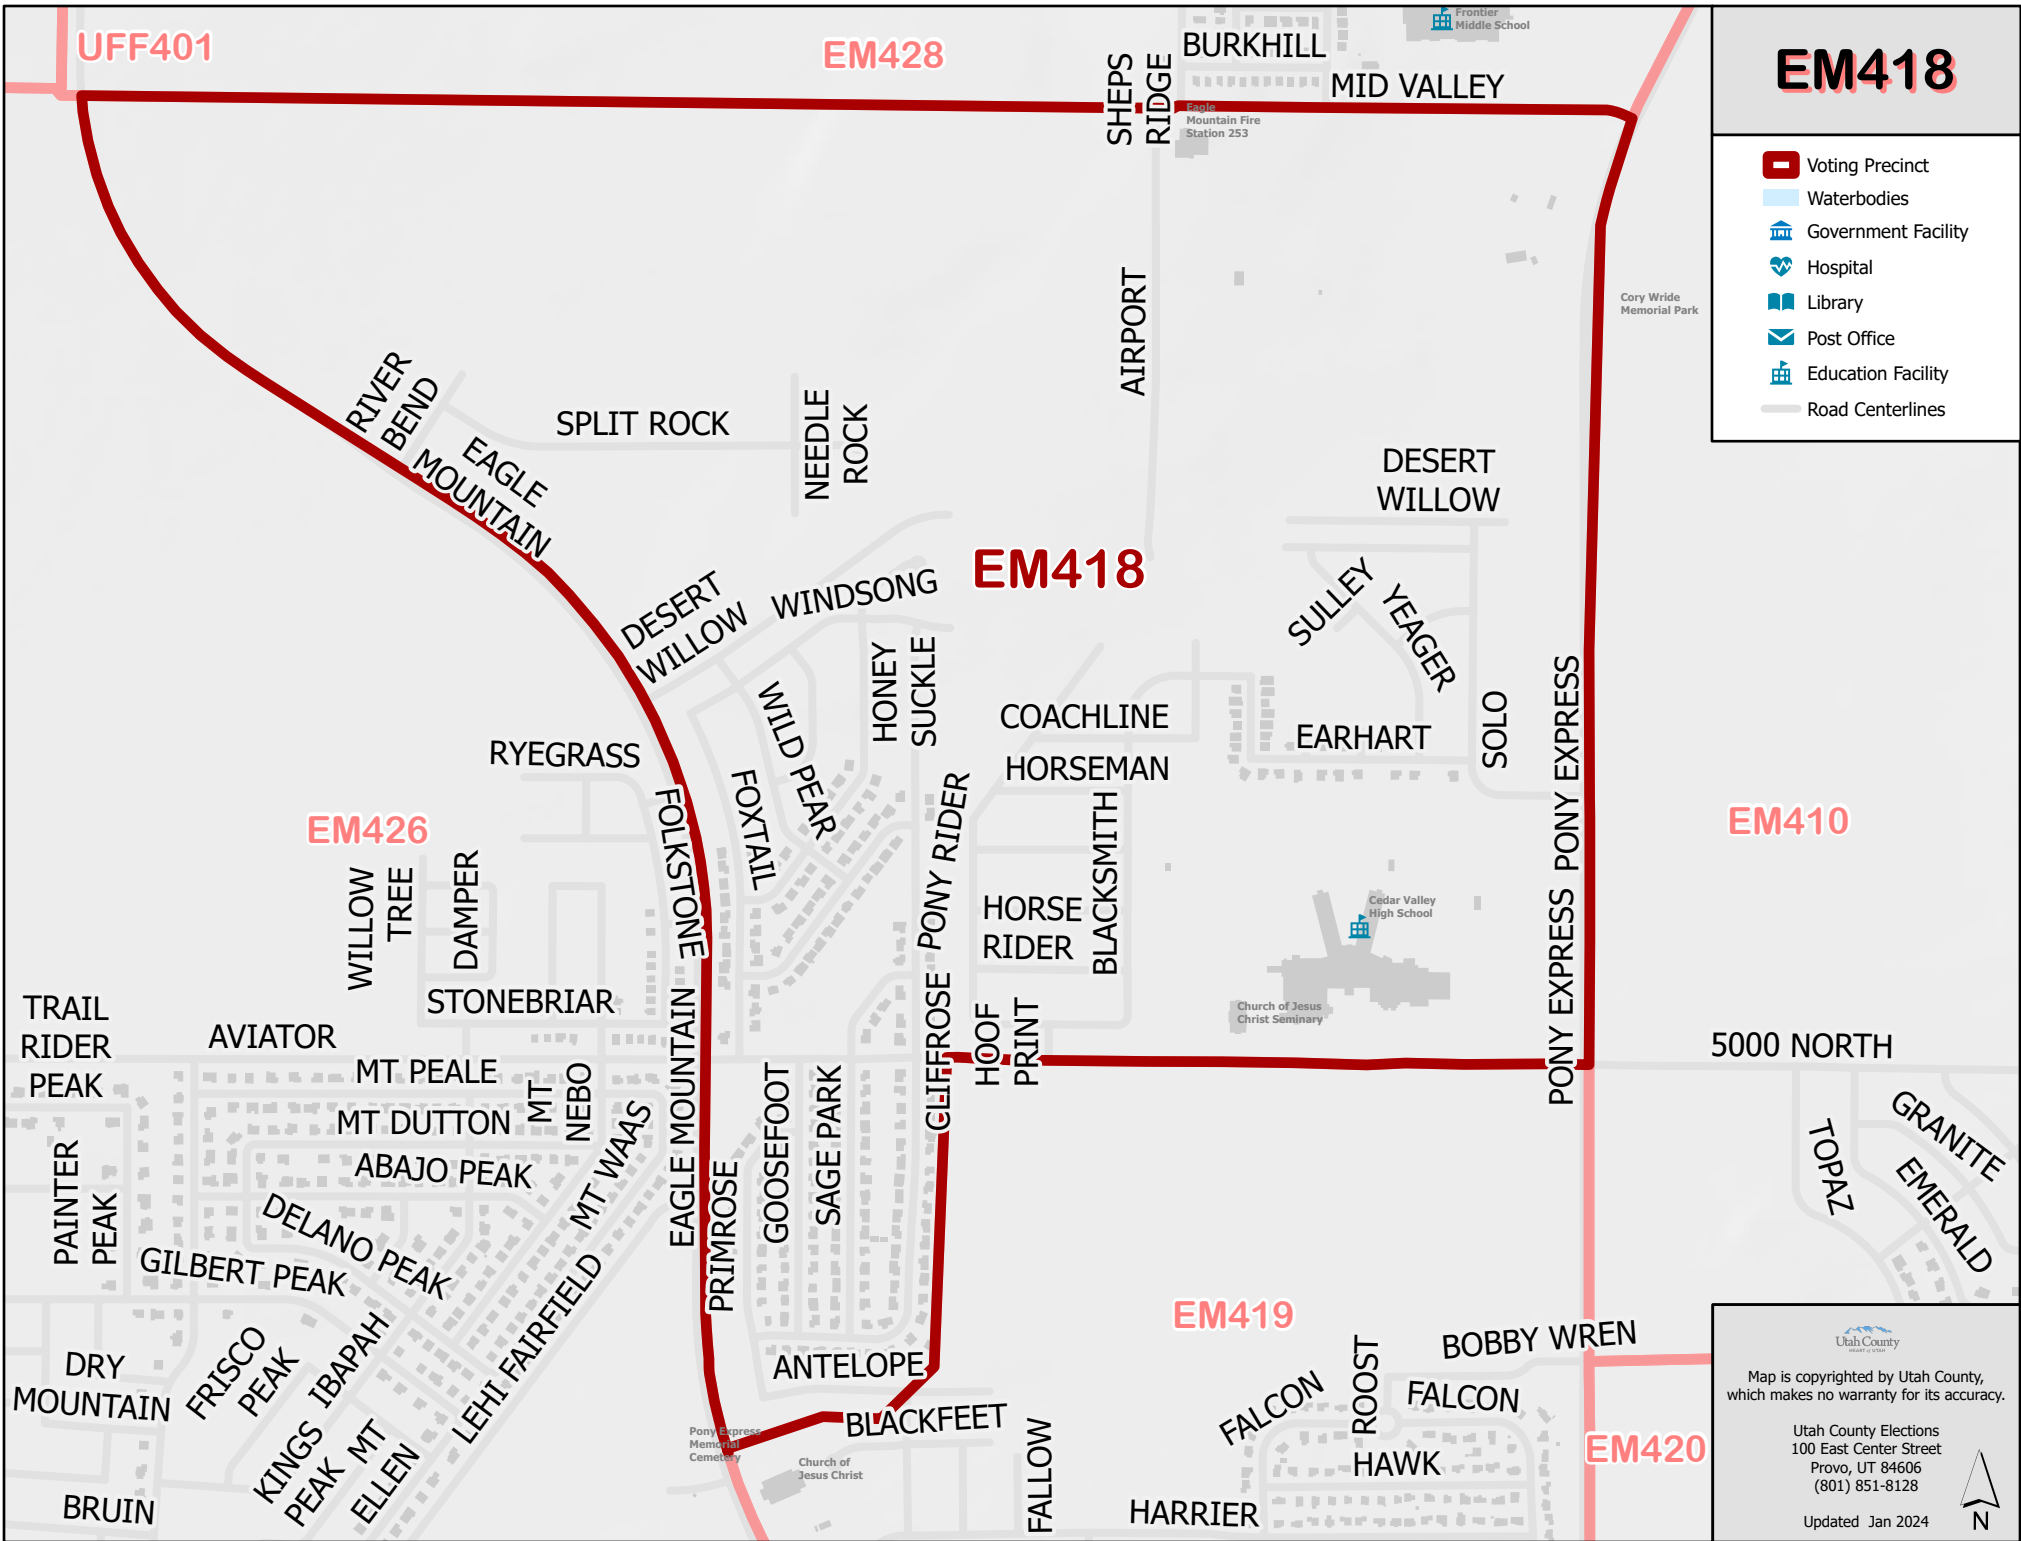 UFF401
EM428
Frontier
Middle School
BURKHILL
SHEPS
RIDGE
MID VALLEY
Eagle
Mountain Fire
Station 253
EM418
Voting Precinct
Waterbodies
Government Facility
Hospital
Library
Post Office
Education Facility
Road Centerlines
Cory Wride
Memorial Park
AIRPORT
RIVER
BEND
SPLIT ROCK
NEEDLE
ROCK
EAGLE
MOUNTAIN
DESERT
WILLOW
EM418
DESERT
WILLOW
WINDSONG
SULLEY
YEAGER
HONEY
SUCKLE
WILD PEAR
COACHLINE
HORSEMAN
EARHART
SOLO
PONY EXPRESS
RYEGRASS
FOLKSTONE
FOXTAIL
PONY RIDER
BLACKSMITH
EM426
EM410
WILLOW
TREE
DAMPER
HORSE
RIDER
Cedar Valley
High School
PONY EXPRESS
STONEBRIAR
CLIFFROSE
HOOF
PRINT
Church of Jesus
Christ Seminary
TRAIL
RIDER
PEAK
AVIATOR
EAGLE MOUNTAIN
5000 NORTH
MT PEALE
MT
NEBO
MT DUTTON
ABAJO PEAK
MT WAAS
GOOSEFOOT
SAGE PARK
PRIMROSE
PAINTER
PEAK
TOPAZ
GRANITE
EMERALD
DELANO PEAK
GILBERT PEAK
LEHI FAIRFIELD
EM419
DRY
MOUNTAIN
FRISCO
PEAK
IBAPAH
KINGS
PEAK
MT
ELLEN
ANTELOPE
BLACKFEET
Pony Express
Memorial
Cemetery
Church of
Jesus Christ
FALLOW
FALCON
ROOST
BOBBY WREN
FALCON
HAWK
HARRIER
EM420
BRUIN
Utah County
HEART of UTAH
Map is copyrighted by Utah County,
which makes no warranty for its accuracy.
Utah County Elections
100 East Center Street
Provo, UT 84606
(801) 851-8128
Updated Jan 2024
N